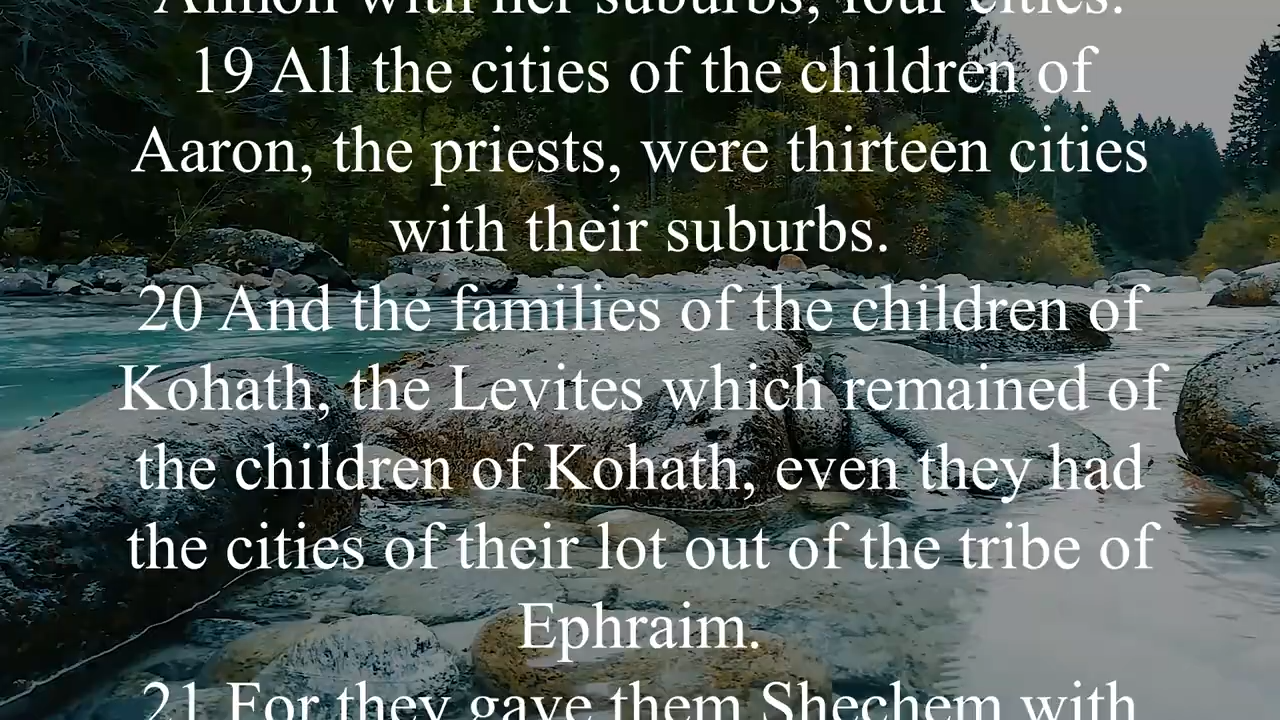 Almon with her suburbs; four cities.
19 All the cities of the children of
Aaron, the priests, were thirteen cities
with their suburbs.
20 And the families of the children of
Kohath, the Levites which remained of
the children of Kohath, even they had
the cities of their lot out of the tribe of
Ephraim.
21 For they gave them Shechem with